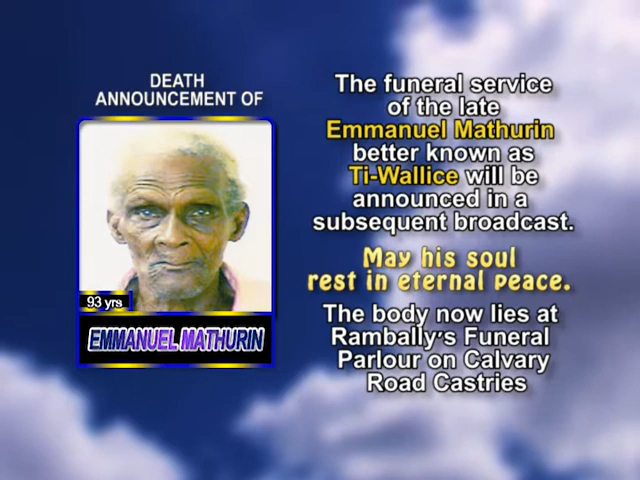 DEATH
ANNOUNCEMENT OF
93 yrs
EMMANUEL MATHURIN
The funeral service
of the late
Emmanuel Mathurin
better known as
Ti-Wallice will be
announced in a
subsequent broadcast.
May his soul
rest in eternal peace.
The body now lies at
Rambally's Funeral
Parlour on Calvary
Road Castries